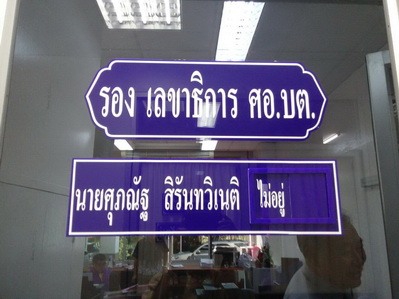 รอง เลขาธิการ ศอ.บต.
นายศุภณัฐ สิรันทวิเนติ ไม่อยู่